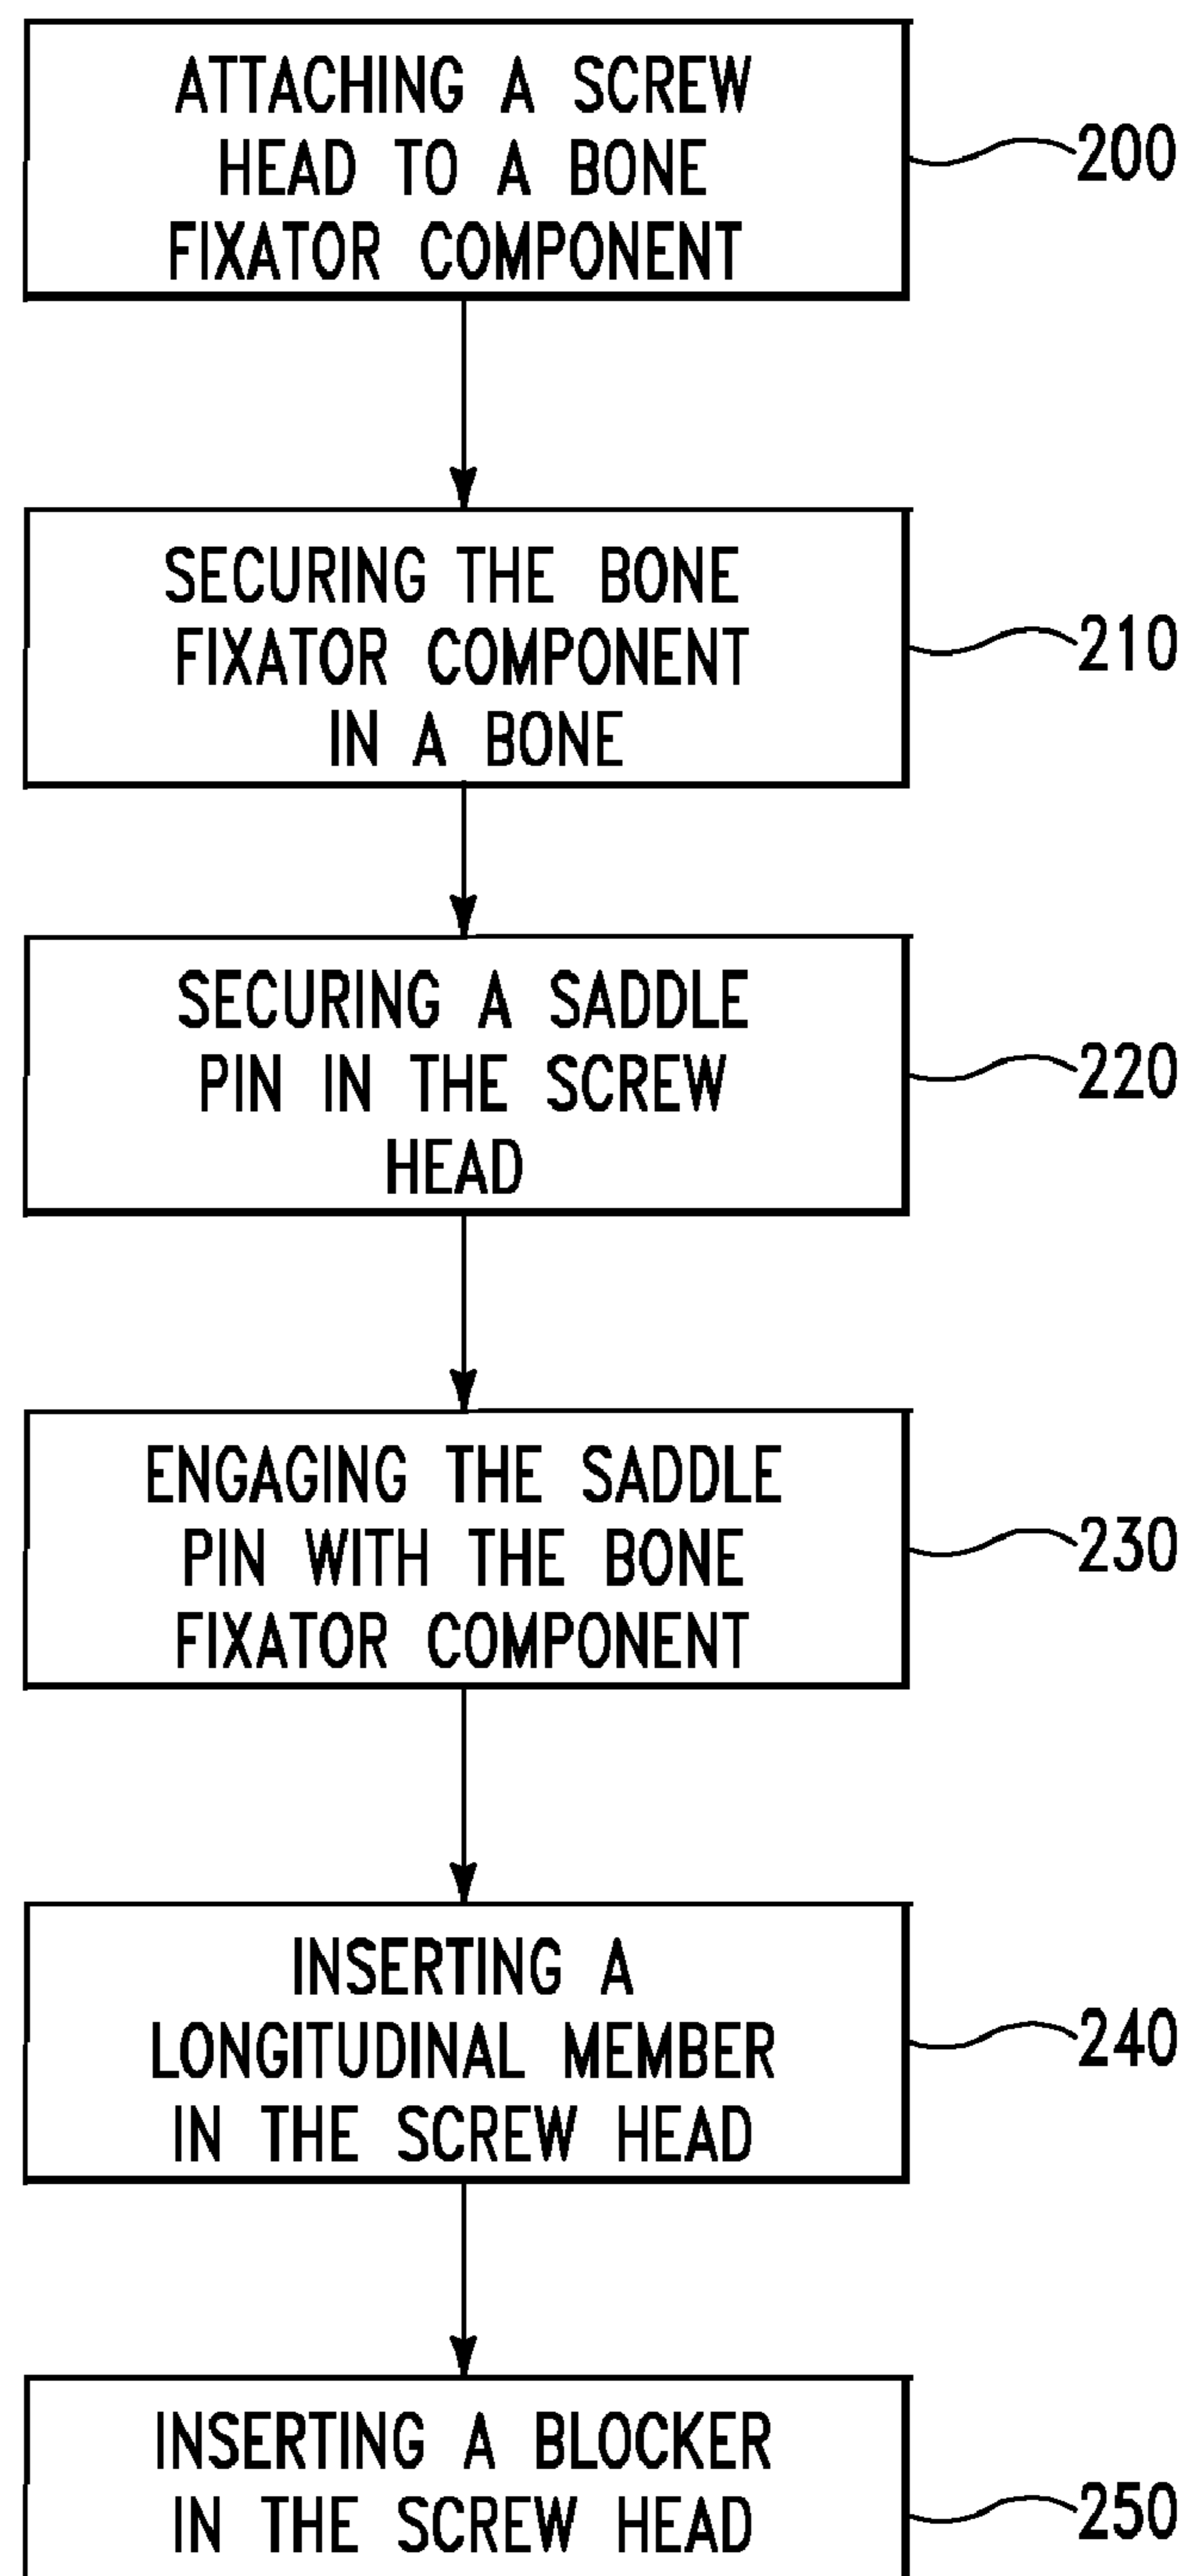 ATTACHING A SCREW
HEAD TO A BONE
FIXATOR COMPONENT
200
SECURING THE BONE
FIXATOR COMPONENT
IN A BONE
210
SECURING A SADDLE
PIN IN THE SCREW
HEAD
220
ENGAGING THE SADDLE
PIN WITH THE BONE
FIXATOR COMPONENT
230
INSERTING A
LONGITUDINAL MEMBER
IN THE SCREW HEAD
240
INSERTING A BLOCKER
IN THE SCREW HEAD
250